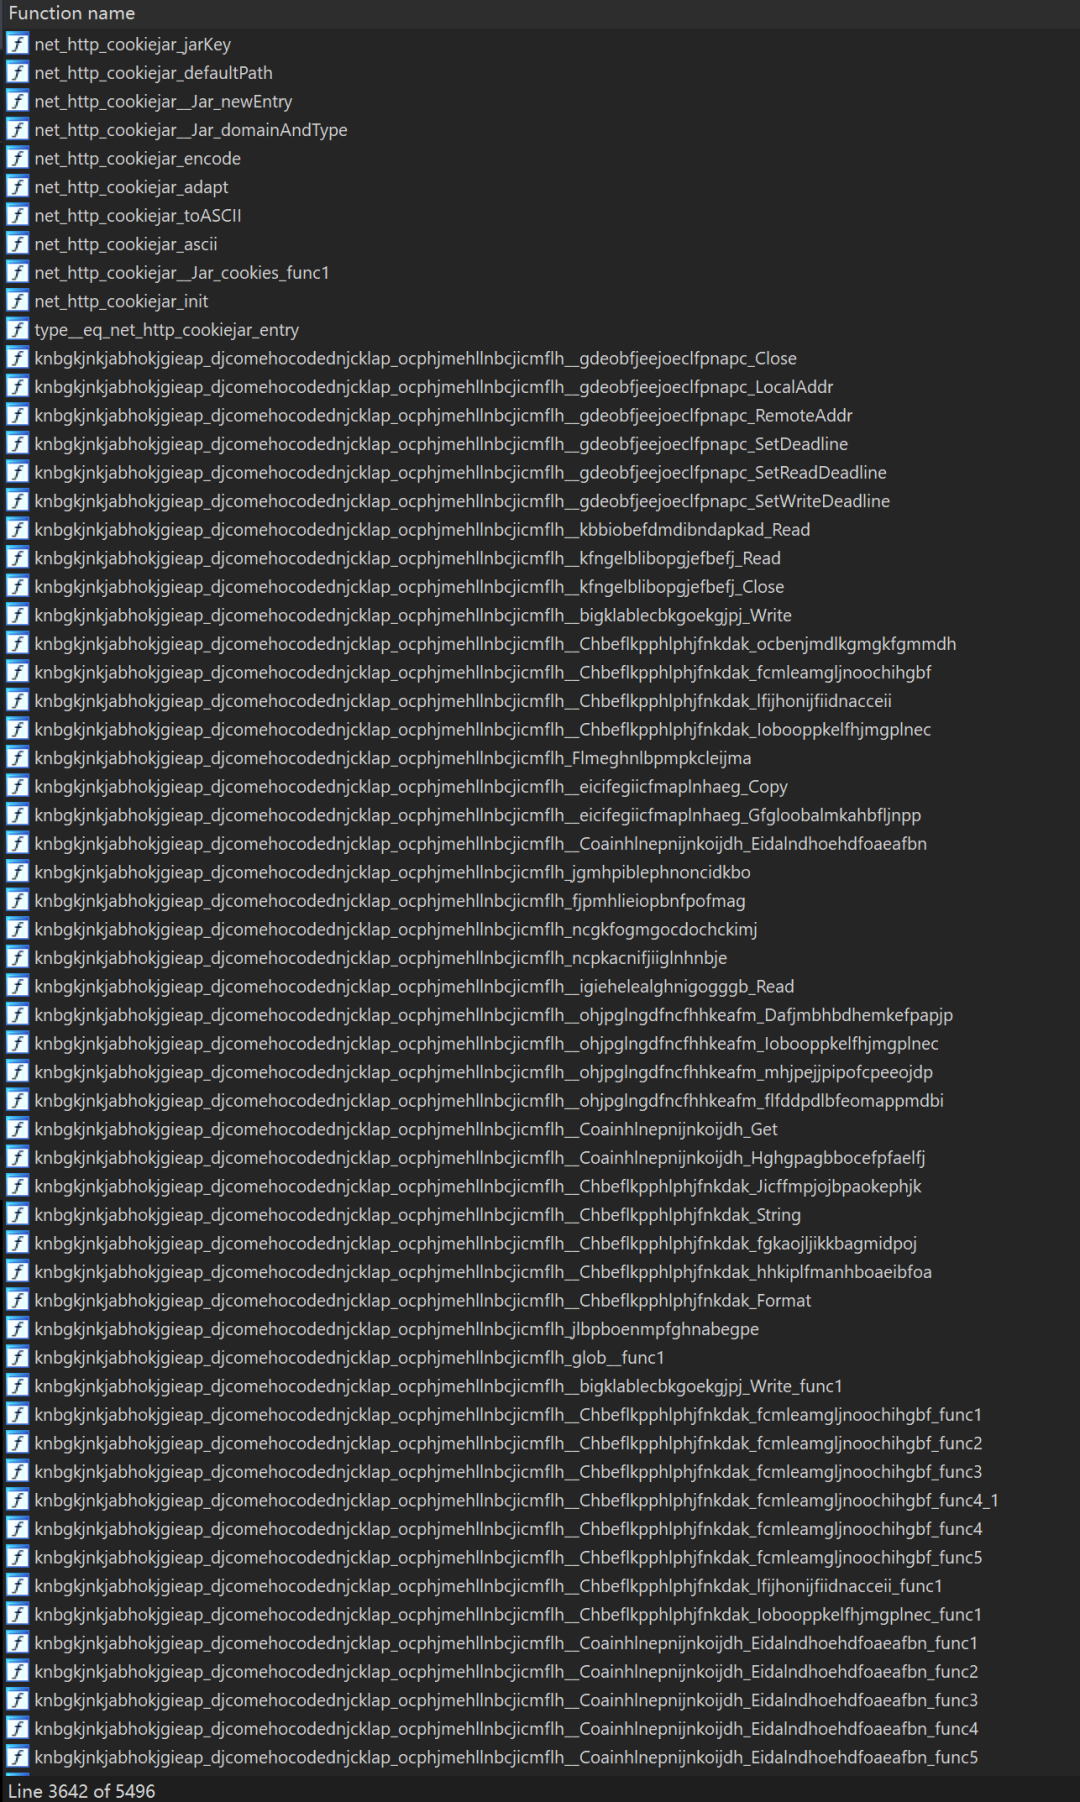 Function name
net_http_cookiejar_jarKey
net_http_cookiejar_defaultPath
net_http_cookiejar__Jar_newEntry
net_http_cookiejar__Jar_domainAndType
net_http_cookiejar_encode
net_http_cookiejar_adapt
net_http_cookiejar_toASCII
net_http_cookiejar_ascii
net_http_cookiejar__Jar_cookies_func1
net_http_cookiejar_init
type__eq_net_http_cookiejar_entry
knbgkjnkjabhokjgieap_djcomehocodednjcklap_ocphjmehllnbcjicmflh__gdeobfjeejoeclfpnapc_Close
knbgkjnkjabhokjgieap_djcomehocodednjcklap_ocphjmehllnbcjicmflh__gdeobfjeejoeclfpnapc_LocalAddr
knbgkjnkjabhokjgieap_djcomehocodednjcklap_ocphjmehllnbcjicmflh__gdeobfjeejoeclfpnapc_RemoteAddr
knbgkjnkjabhokjgieap_djcomehocodednjcklap_ocphjmehllnbcjicmflh__gdeobfjeejoeclfpnapc_SetDeadline
knbgkjnkjabhokjgieap_djcomehocodednjcklap_ocphjmehllnbcjicmflh__gdeobfjeejoeclfpnapc_SetReadDeadline
knbgkjnkjabhokjgieap_djcomehocodednjcklap_ocphjmehllnbcjicmflh__gdeobfjeejoeclfpnapc_SetWriteDeadline
knbgkjnkjabhokjgieap_djcomehocodednjcklap_ocphjmehllnbcjicmflh__kbbiobefdmdibndapkad_Read
knbgkjnkjabhokjgieap_djcomehocodednjcklap_ocphjmehllnbcjicmflh__kfngelblibopgjefbefj_Read
knbgkjnkjabhokjgieap_djcomehocodednjcklap_ocphjmehllnbcjicmflh__kfngelblibopgjefbefj_Close
knbgkjnkjabhokjgieap_djcomehocodednjcklap_ocphjmehllnbcjicmflh__bigklablecbkgoekgjpj_Write
knbgkjnkjabhokjgieap_djcomehocodednjcklap_ocphjmehllnbcjicmflh__Chbeflkpphlphjfnkdak_ocbenjmdlkgmgkfgmmdh
knbgkjnkjabhokjgieap_djcomehocodednjcklap_ocphjmehllnbcjicmflh__Chbeflkpphlphjfnkdak_fcmleamgljnoochihgbf
knbgkjnkjabhokjgieap_djcomehocodednjcklap_ocphjmehllnbcjicmflh__Chbeflkpphlphjfnkdak_lfijhonijfiidnacceii
knbgkjnkjabhokjgieap_djcomehocodednjcklap_ocphjmehllnbcjicmflh__Chbeflkpphlphjfnkdak_Iobooppkelfhjmgplnec
knbgkjnkjabhokjgieap_djcomehocodednjcklap_ocphjmehllnbcjicmflh_Flmeghnlbpmpkcleijma
knbgkjnkjabhokjgieap_djcomehocodednjcklap_ocphjmehllnbcjicmflh__eicifegiicfmaplnhaeg_Copy
knbgkjnkjabhokjgieap_djcomehocodednjcklap_ocphjmehllnbcjicmflh__eicifegiicfmaplnhaeg_Gfgloobalmkahbfljnpp
knbgkjnkjabhokjgieap_djcomehocodednjcklap_ocphjmehllnbcjicmflh__Coainhlnepnijnkoijdh_Eidalndhoehdfoaeafbn
knbgkjnkjabhokjgieap_djcomehocodednjcklap_ocphjmehllnbcjicmflh_jgmhpiblephnoncidkbo
knbgkjnkjabhokjgieap_djcomehocodednjcklap_ocphjmehllnbcjicmflh_fjpmhlieiopbnfpofmag
knbgkjnkjabhokjgieap_djcomehocodednjcklap_ocphjmehllnbcjicmflh_ncgkfogmgocdochckimj
knbgkjnkjabhokjgieap_djcomehocodednjcklap_ocphjmehllnbcjicmflh_ncpkacnifjiiglnhnbje
knbgkjnkjabhokjgieap_djcomehocodednjcklap_ocphjmehllnbcjicmflh__igiehelealghnigogggb_Read
knbgkjnkjabhokjgieap_djcomehocodednjcklap_ocphjmehllnbcjicmflh__ohjpglngdfncfhhkeafm_Dafjmbhbdhemkefpapjp
knbgkjnkjabhokjgieap_djcomehocodednjcklap_ocphjmehllnbcjicmflh__ohjpglngdfncfhhkeafm_Iobooppkelfhjmgplnec
knbgkjnkjabhokjgieap_djcomehocodednjcklap_ocphjmehllnbcjicmflh__ohjpglngdfncfhhkeafm_mhjpejjpipofcpeeojdp
knbgkjnkjabhokjgieap_djcomehocodednjcklap_ocphjmehllnbcjicmflh__ohjpglngdfncfhhkeafm_flfddpdlbfeomappmdbi
knbgkjnkjabhokjgieap_djcomehocodednjcklap_ocphjmehllnbcjicmflh__Coainhlnepnijnkoijdh_Get
knbgkjnkjabhokjgieap_djcomehocodednjcklap_ocphjmehllnbcjicmflh__Coainhlnepnijnkoijdh_Hghgpagbbocefpfaelfj
knbgkjnkjabhokjgieap_djcomehocodednjcklap_ocphjmehllnbcjicmflh__Chbeflkpphlphjfnkdak_Jicffmpjojbpaokephjk
knbgkjnkjabhokjgieap_djcomehocodednjcklap_ocphjmehllnbcjicmflh__Chbeflkpphlphjfnkdak_String
knbgkjnkjabhokjgieap_djcomehocodednjcklap_ocphjmehllnbcjicmflh__Chbeflkpphlphjfnkdak_fgkaojljikkbagmidpoj
knbgkjnkjabhokjgieap_djcomehocodednjcklap_ocphjmehllnbcjicmflh__Chbeflkpphlphjfnkdak_hhkiplfmanhboaeibfoa
knbgkjnkjabhokjgieap_djcomehocodednjcklap_ocphjmehllnbcjicmflh__Chbeflkpphlphjfnkdak_Format
knbgkjnkjabhokjgieap_djcomehocodednjcklap_ocphjmehllnbcjicmflh_jlbpboenmpfghnabegpe
knbgkjnkjabhokjgieap_djcomehocodednjcklap_ocphjmehllnbcjicmflh_glob__func1
knbgkjnkjabhokjgieap_djcomehocodednjcklap_ocphjmehllnbcjicmflh__bigklablecbkgoekgjpj_Write_func1
knbgkjnkjabhokjgieap_djcomehocodednjcklap_ocphjmehllnbcjicmflh__Chbeflkpphlphjfnkdak_fcmleamgljnoochihgbf_func1
knbgkjnkjabhokjgieap_djcomehocodednjcklap_ocphjmehllnbcjicmflh__Chbeflkpphlphjfnkdak_fcmleamgljnoochihgbf_func2
knbgkjnkjabhokjgieap_djcomehocodednjcklap_ocphjmehllnbcjicmflh__Chbeflkpphlphjfnkdak_fcmleamgljnoochihgbf_func3
knbgkjnkjabhokjgieap_djcomehocodednjcklap_ocphjmehllnbcjicmflh__Chbeflkpphlphjfnkdak_fcmleamgljnoochihgbf_func4_1
knbgkjnkjabhokjgieap_djcomehocodednjcklap_ocphjmehllnbcjicmflh__Chbeflkpphlphjfnkdak_fcmleamgljnoochihgbf_func4
knbgkjnkjabhokjgieap_djcomehocodednjcklap_ocphjmehllnbcjicmflh__Chbeflkpphlphjfnkdak_fcmleamgljnoochihgbf_func5
knbgkjnkjabhokjgieap_djcomehocodednjcklap_ocphjmehllnbcjicmflh__Chbeflkpphlphjfnkdak_lfijhonijfiidnacceii_func1
knbgkjnkjabhokjgieap_djcomehocodednjcklap_ocphjmehllnbcjicmflh__Chbeflkpphlphjfnkdak_Iobooppkelfhjmgplnec_func1
knbgkjnkjabhokjgieap_djcomehocodednjcklap_ocphjmehllnbcjicmflh__Coainhlnepnijnkoijdh_Eidalndhoehdfoaeafbn_func1
knbgkjnkjabhokjgieap_djcomehocodednjcklap_ocphjmehllnbcjicmflh__Coainhlnepnijnkoijdh_Eidalndhoehdfoaeafbn_func2
knbgkjnkjabhokjgieap_djcomehocodednjcklap_ocphjmehllnbcjicmflh__Coainhlnepnijnkoijdh_Eidalndhoehdfoaeafbn_func3
knbgkjnkjabhokjgieap_djcomehocodednjcklap_ocphjmehllnbcjicmflh__Coainhlnepnijnkoijdh_Eidalndhoehdfoaeafbn_func4
knbgkjnkjabhokjgieap_djcomehocodednjcklap_ocphjmehllnbcjicmflh__Coainhlnepnijnkoijdh_Eidalndhoehdfoaeafbn_func5
Line 3642 of 5496